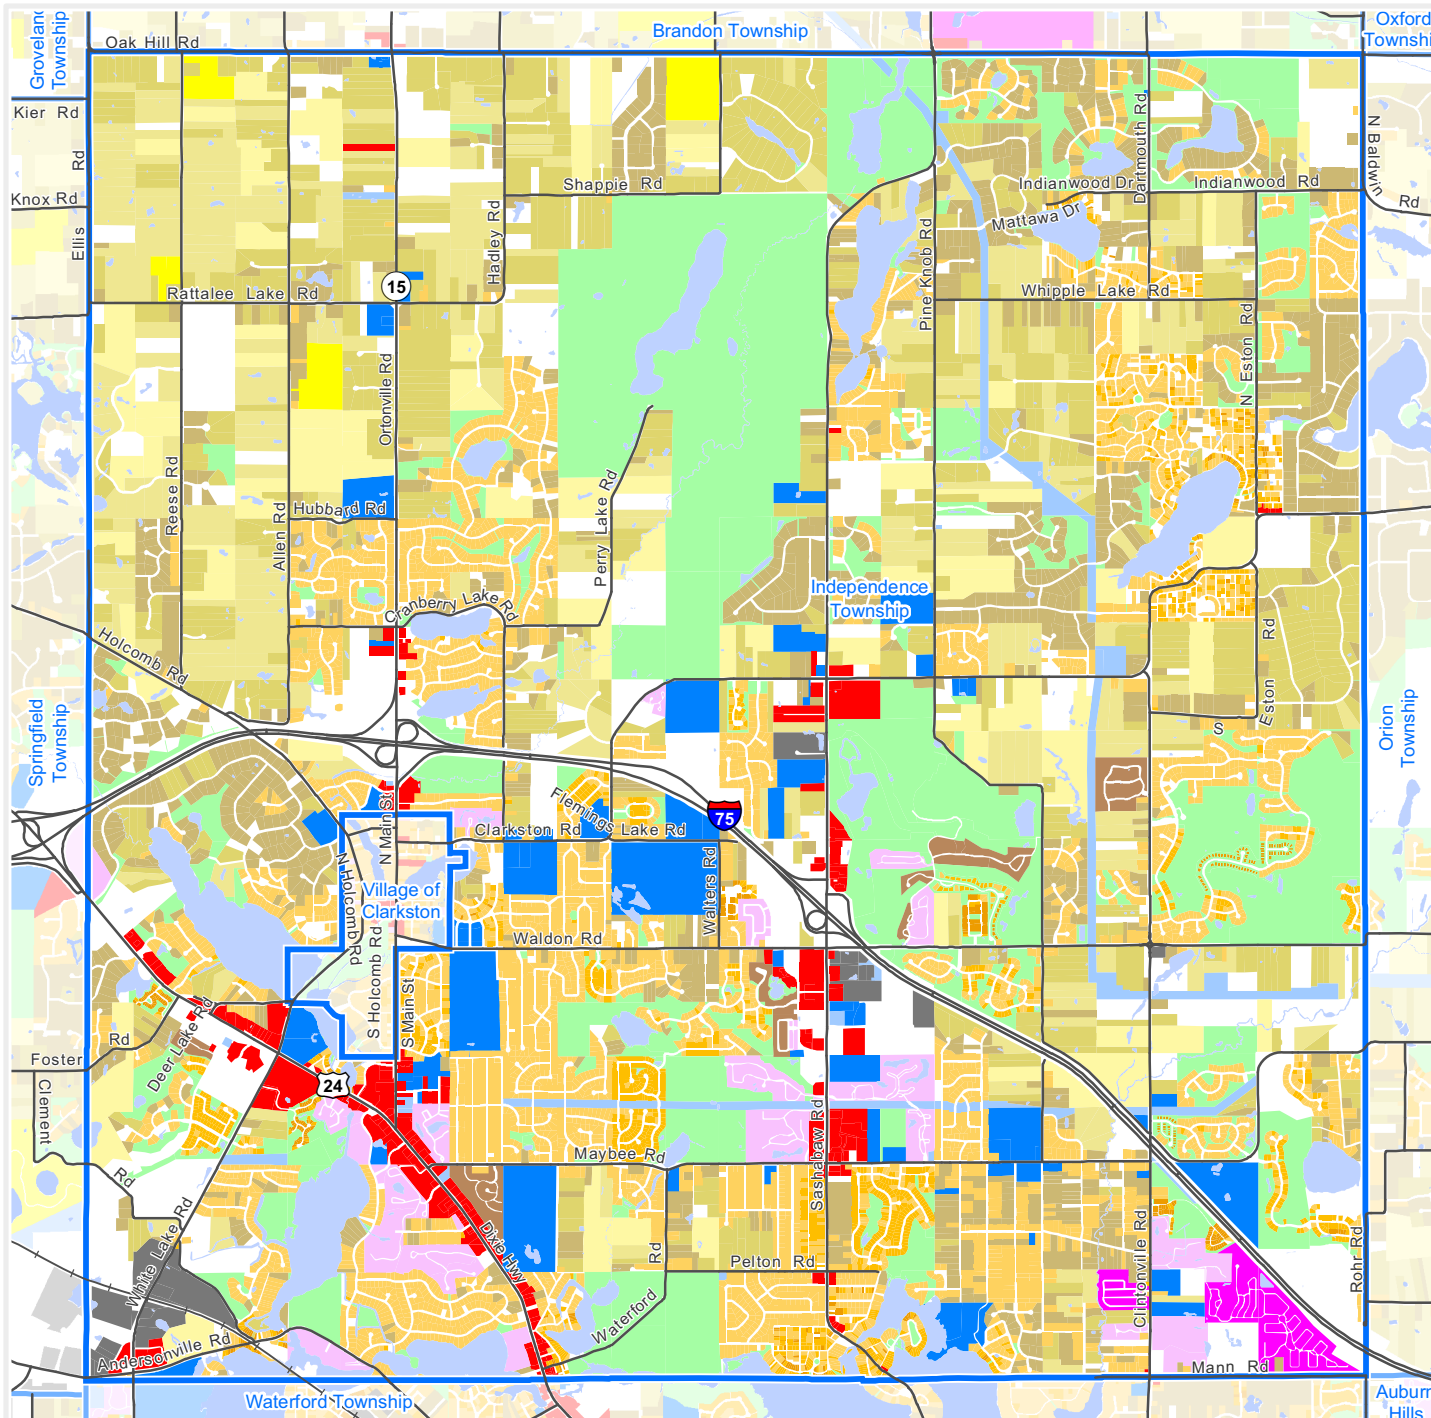 Groveland
Township
Oak Hill Rd
Brandon Township
Oxford
Township
Kier Rd
Rd
Knox Rd
Ellis
Shappie Rd
Hadley Rd
Pine Knob Rd
Dartmouth Rd
Indianwood Dr
Indianwood Rd
Mattawa Dr
N Baldwin
Rd
Rattalee Lake Rd
15
Whipple Lake Rd
N Eston Rd
Ortonville Rd
Reese Rd
Allen Rd
Hubbard Rd
Perry Lake Rd
Cranberry Lake Rd
Independence
Township
Holcomb Rd
Rd
Eston
S
Springfield
Township
Orion
Township
N Main St
Flemings Lake Rd
Clarkston Rd
75
N Holcomb Rd
Village of
Clarkston
Walters Rd
S Holcomb Rd
Waldon Rd
S Main St
Deer Lake Rd
Rd
Foster
Clement
Rd
24
Maybee Rd
Sashabaw Rd
White Lake Rd
Dixie Hwy
Rd
Waterford
Pelton Rd
Clintonville Rd
Rohr Rd
Andersonville Rd
Mann Rd
Waterford Township
Auburn
Hills